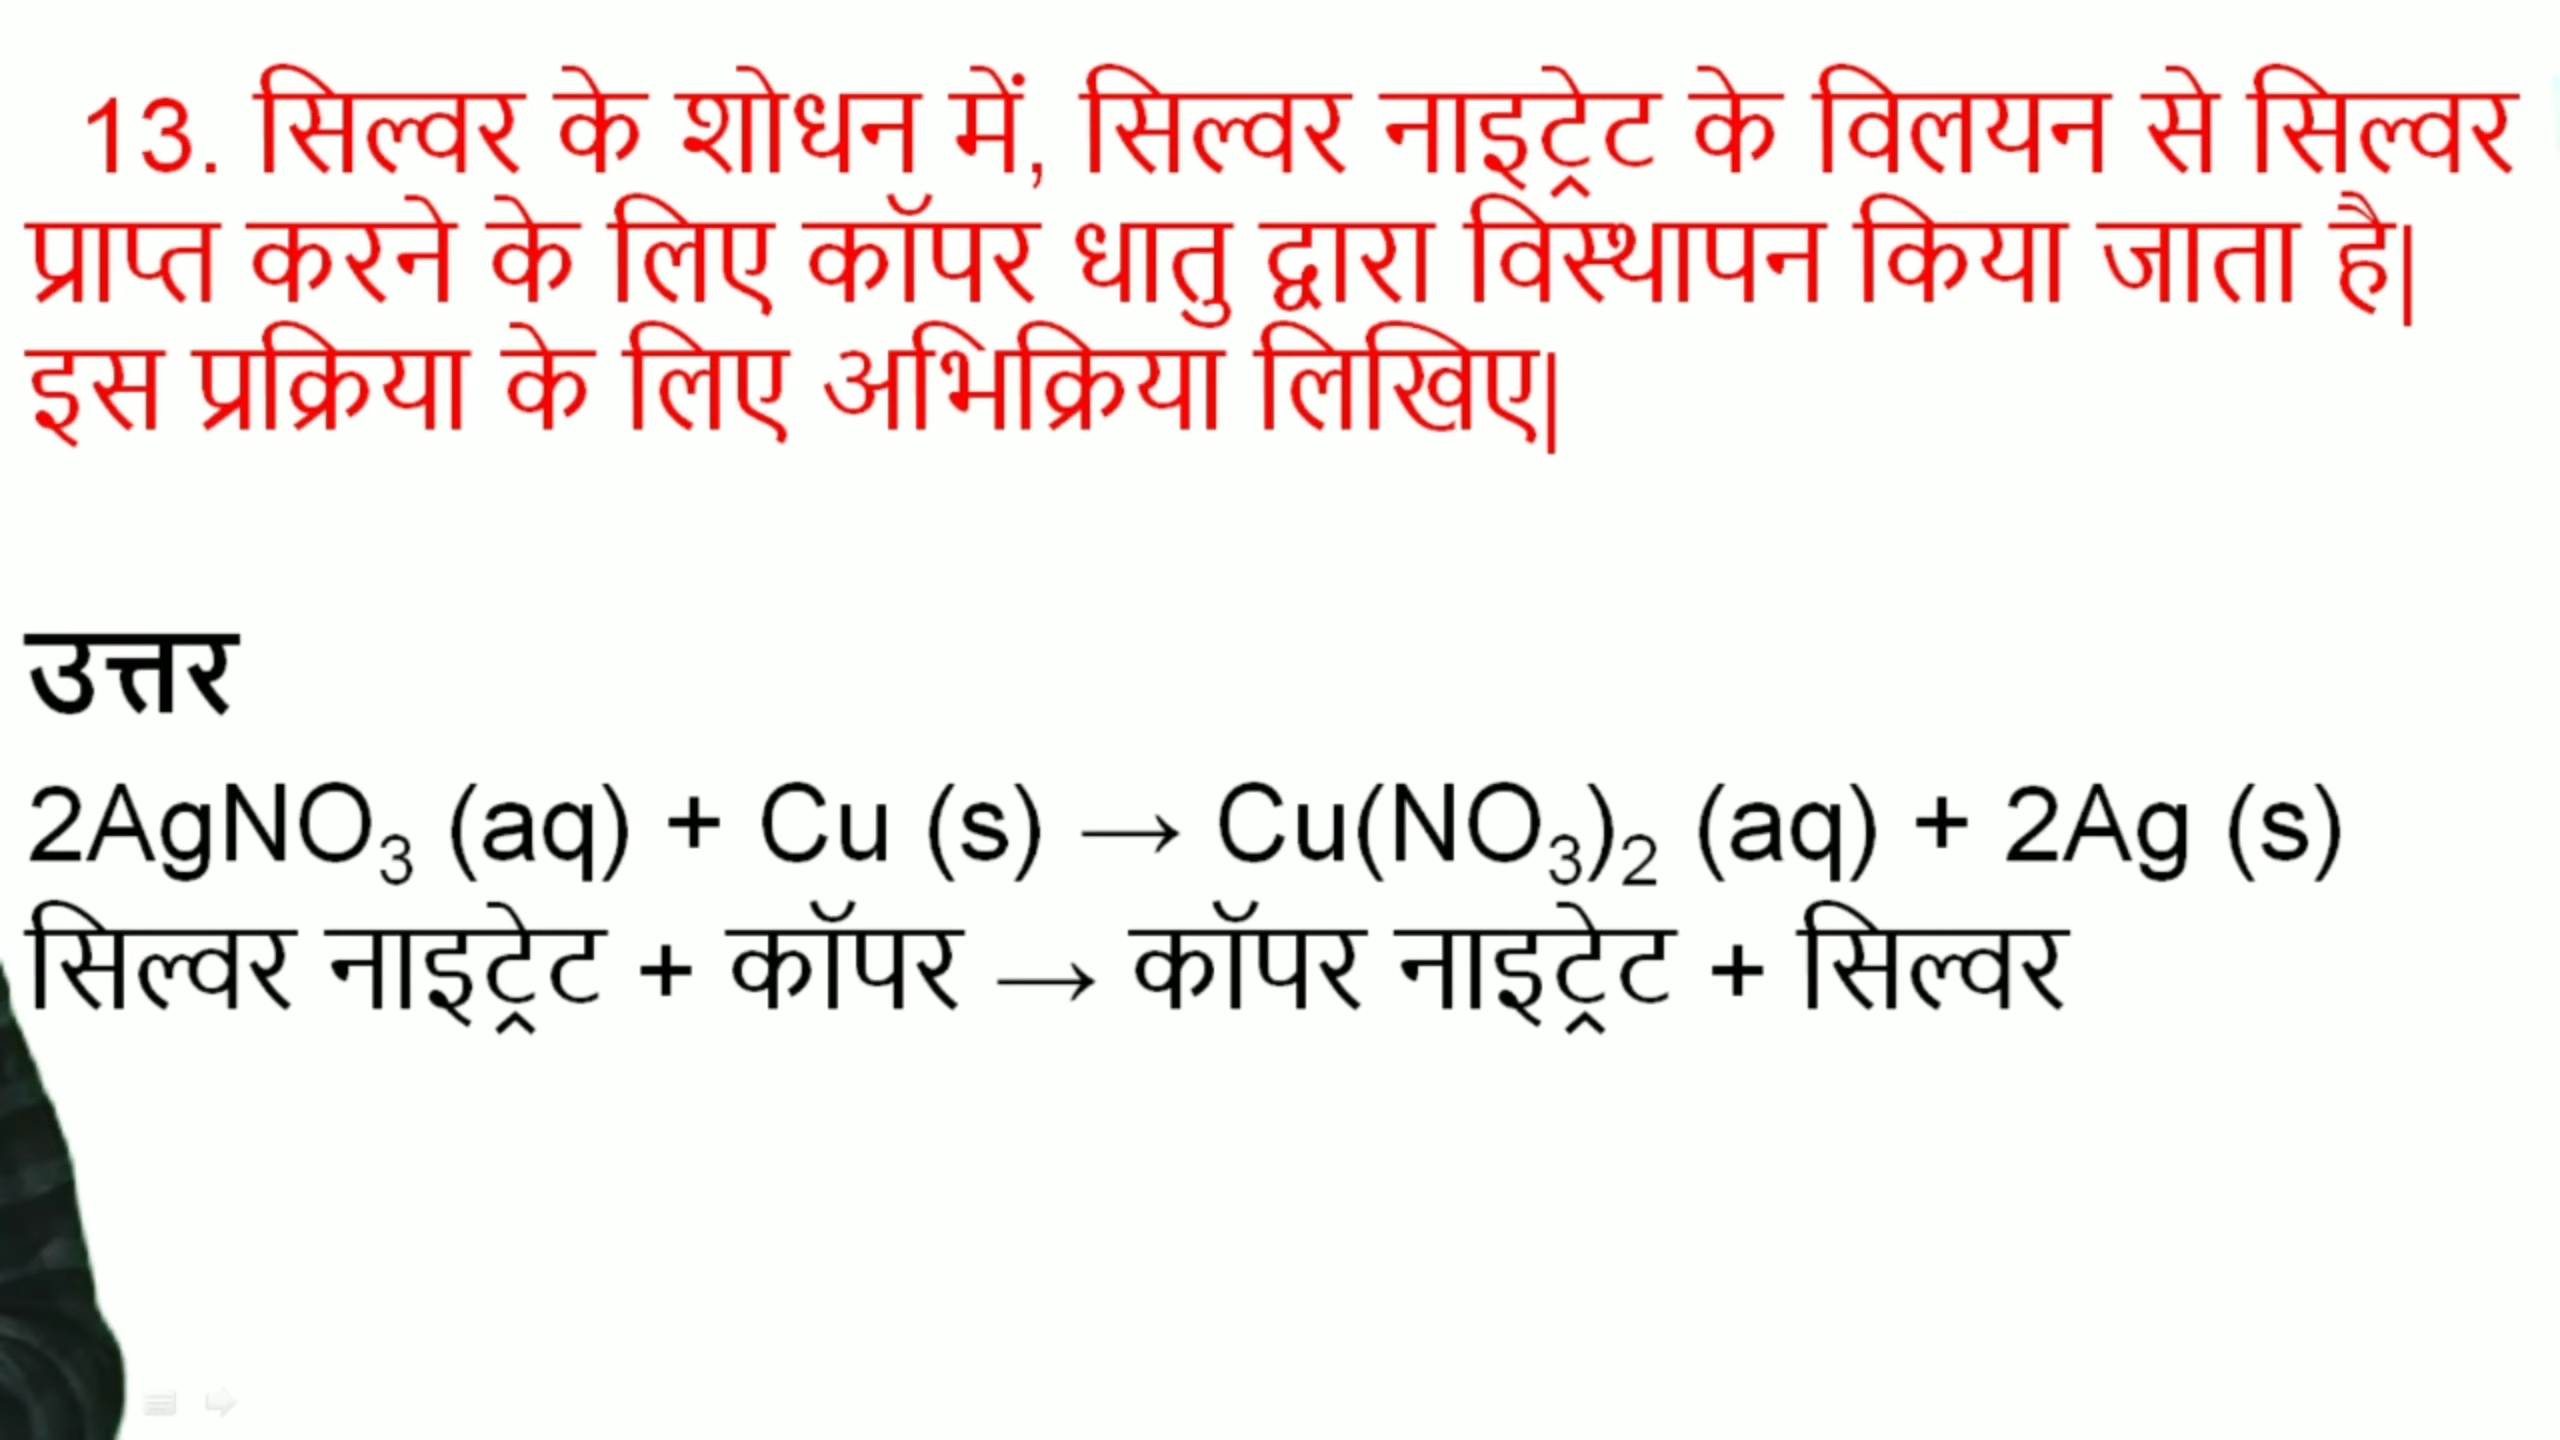 13. सिल्वर के शोधन में, सिल्वर नाइट्रेट के विलयन से सिल्वर
प्राप्त करने के लिए कॉपर धातु द्वारा विस्थापन किया जाता है|
इस प्रक्रिया के लिए अभिक्रिया लिखिए|
उत्तर
2AgNO₃ (aq) + Cu (s) → Cu(NO₃)₂ (aq) + 2Ag (s)
सिल्वर नाइट्रेट + कॉपर → कॉपर नाइट्रेट + सिल्वर